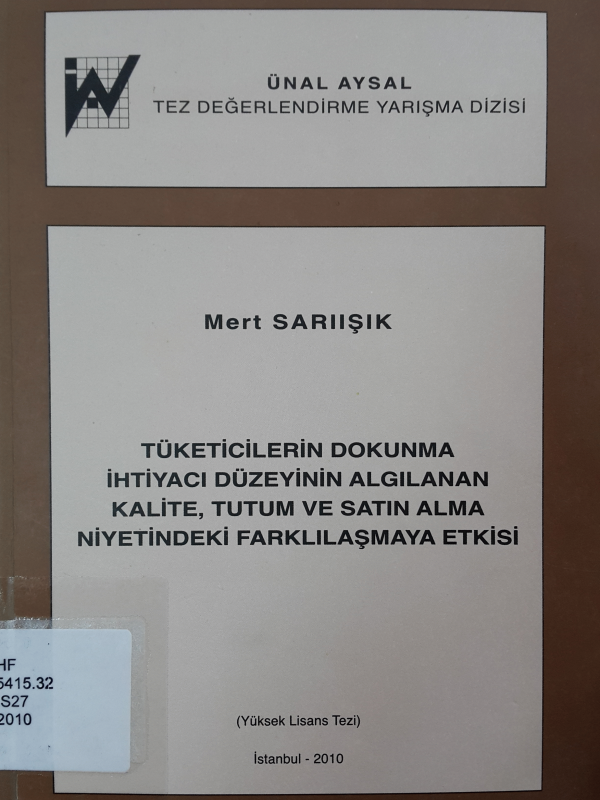 ÜNAL AYSAL
TEZ DEĞERLENDİRME YARIŞMA DİZİSİ
Mert SARIIŞIK
TÜKETİCİLERİN DOKUNMA
İHTİYACI DÜZEYİNİN ALGILANAN
KALİTE, TUTUM VE SATIN ALMA
NİYETİNDEKİ FARKLILAŞMAYA ETKİSİ
HF
5415.32
S27
2010
(Yüksek Lisans Tezi)
İstanbul - 2010